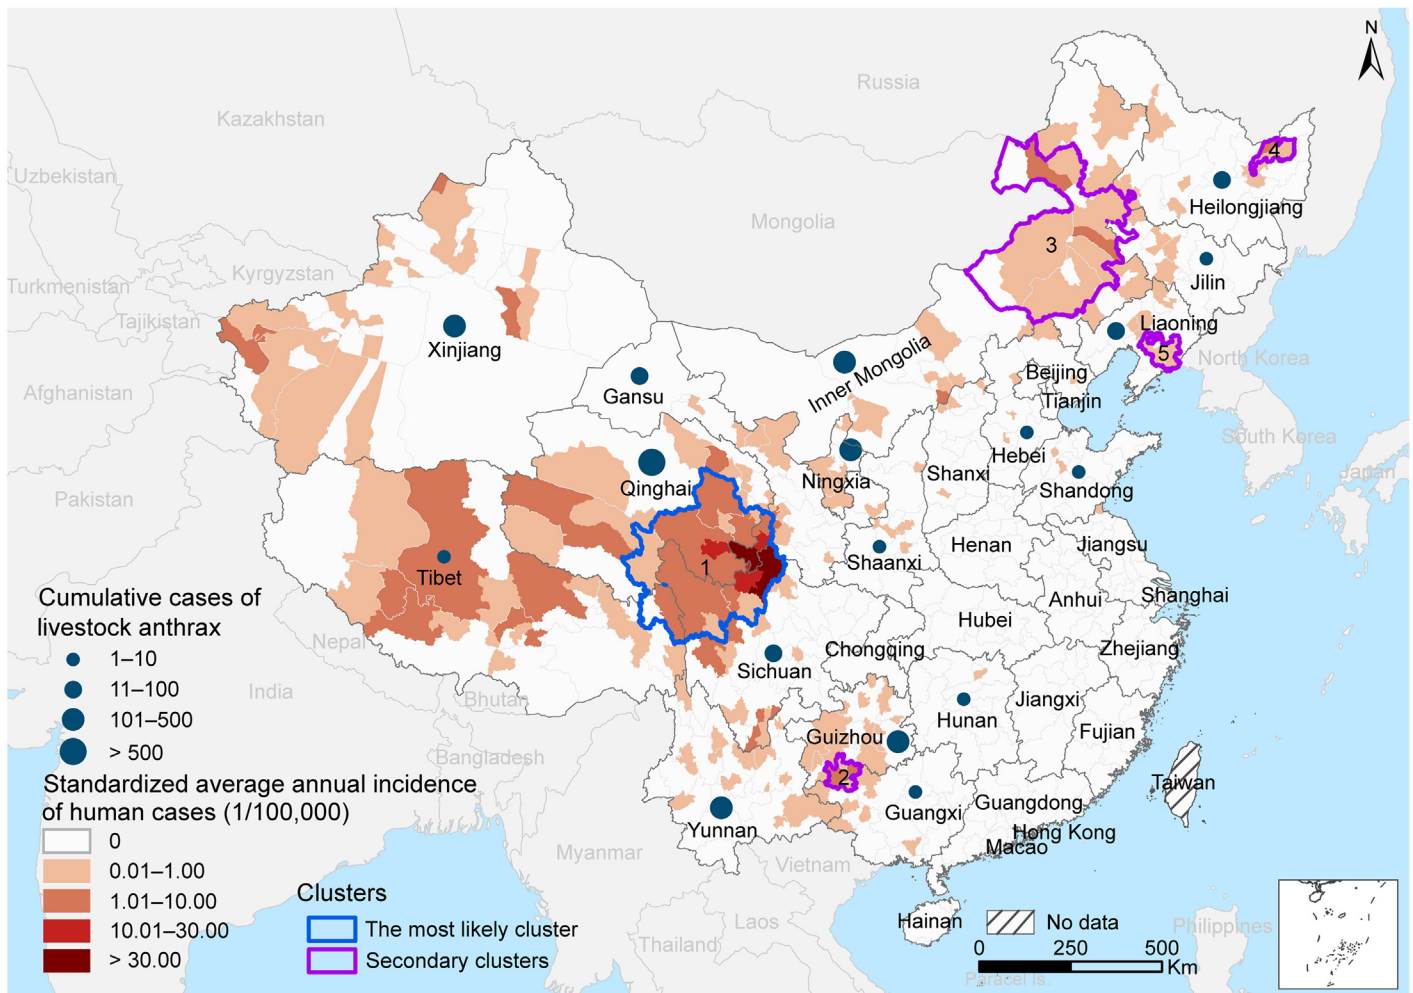 N
Russia
Kazakhstan
Uzbekistan
Mongolia
4
Heilongjiang
3
Kyrgyzstan
Turkmenistan
Jilin
Tajikistan
Liaoning
Xinjiang
5
North Korea
Inner Mongolia
Beijing
Afghanistan
Gansu
Tianjin
South Korea
Hebei
Shanxi
Japan
Ningxia
Qinghai
Shandong
Pakistan
Henan
Jiangsu
Shaanxi
1
Tibet
Anhui
Shanghai
Cumulative cases of
livestock anthrax
1–10
11–100
101–500
> 500
Hubei
Nepal
Chongqing
Zhejiang
Sichuan
India
Bhutan
Jiangxi
Hunan
Fujian
Guizhou
Bangladesh
2
Taiwan
Standardized average annual incidence
of human cases (1/100,000)
0
0.01–1.00
1.01–10.00
10.01–30.00
> 30.00
Guangdong
Guangxi
Yunnan
Hong Kong
Macao
Myanmar
Vietnam
Clusters
The most likely cluster
Secondary clusters
Laos
Hainan
No data
Philippines
Thailand
0 250 500
Km
Paracel Is.